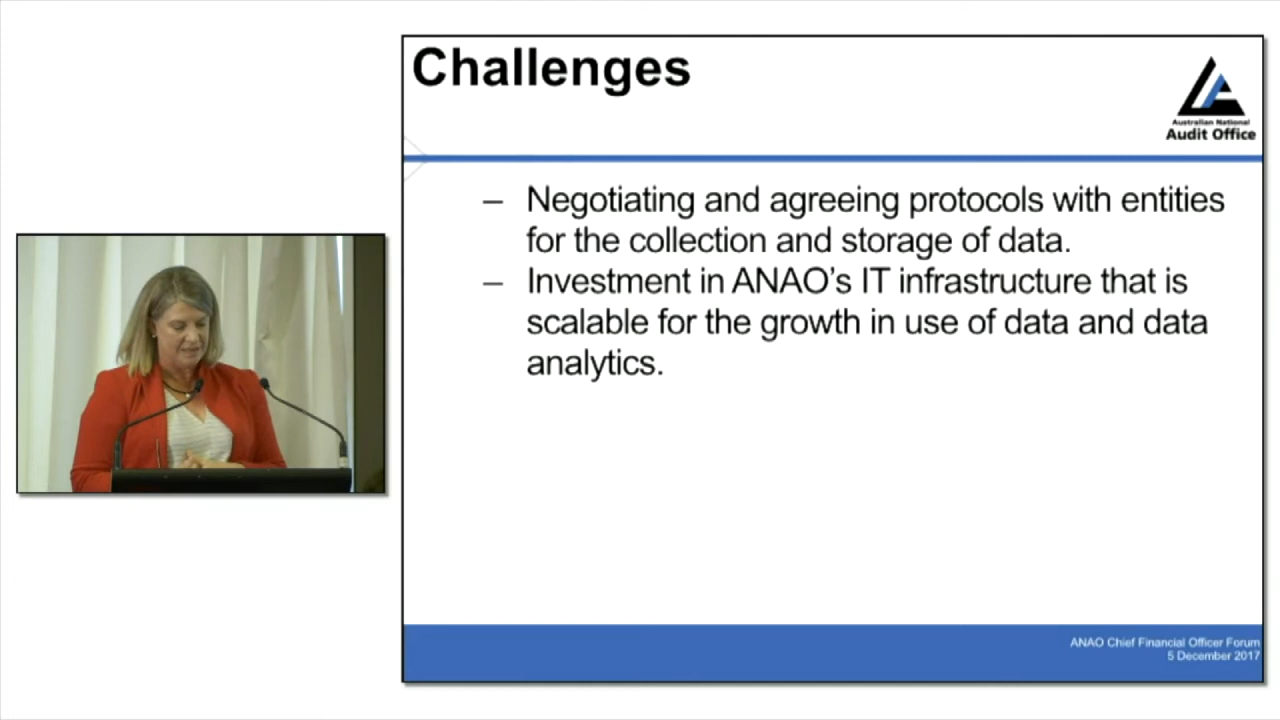 Challenges
Australian National
Audit Office
– Negotiating and agreeing protocols with entities
for the collection and storage of data.
– Investment in ANAO’s IT infrastructure that is
scalable for the growth in use of data and data
analytics.
ANAO Chief Financial Officer Forum
5 December 2017